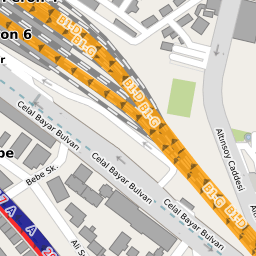 B1-D
B1-G
on 6
B1-D
B1-G
Altınsoy Caddesi
Celal Bayar Bulvarı
Celal Bayar Bulvarı
Bebe Sk.
Celal Bayar Bulvarı
B1-G
B1-D
A
A
Ali S